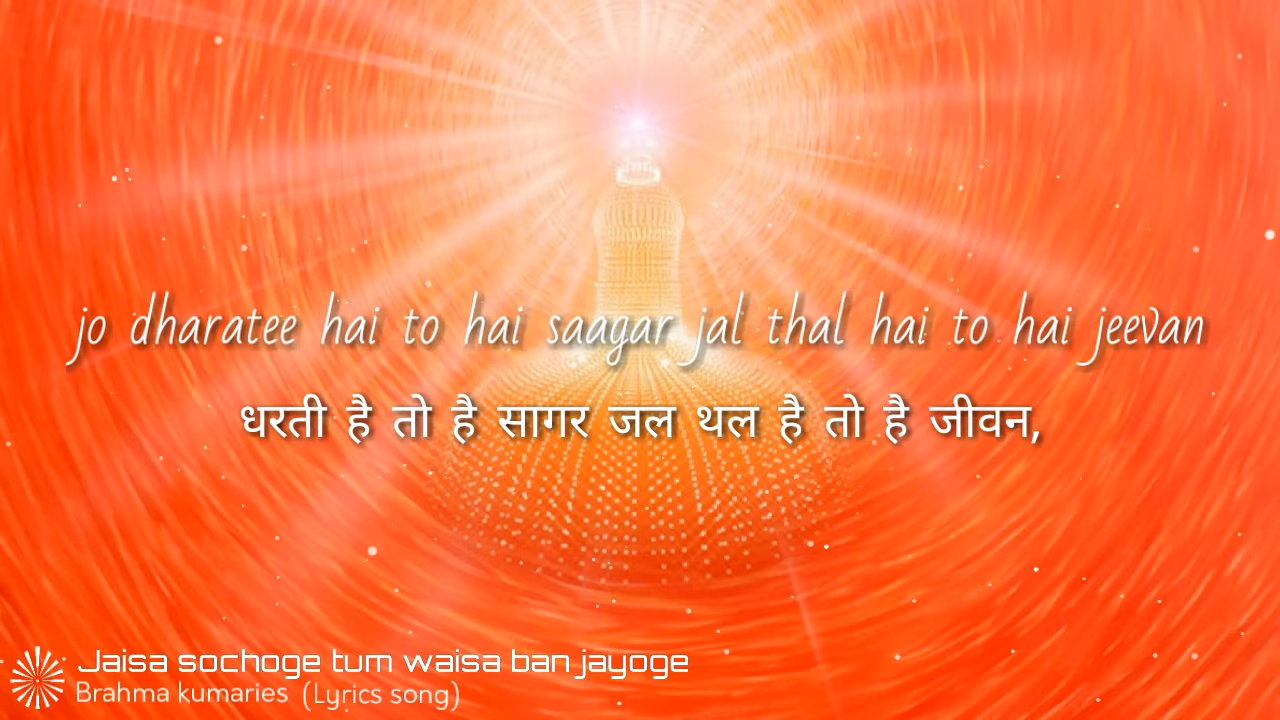 jo dharatee hai to hai saagar jal thal hai to hai jeevan
धरती है तो है सागर जल थल है तो है जीवन,
Jaisa sochoge tum waisa ban jayoge
Brahma kumaries (Lyrics song)